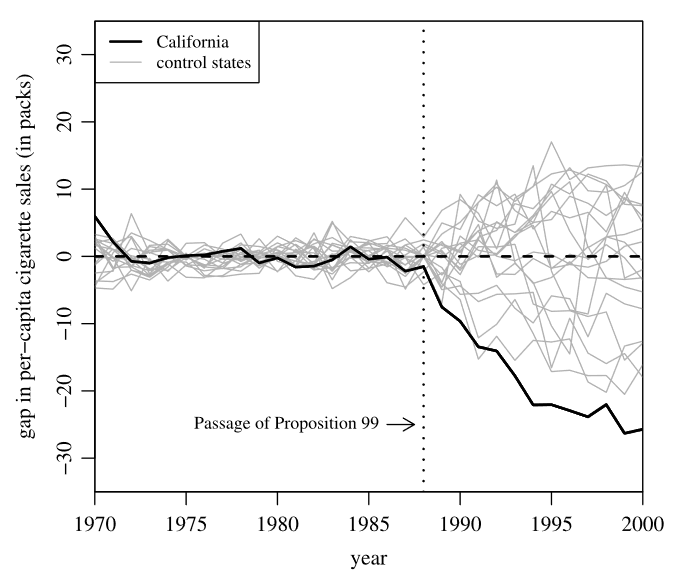 California
control states
gap in per−capita cigarette sales (in packs)
30
20
10
0
−10
−20
−30
Passage of Proposition 99
1970 1975 1980 1985 1990 1995 2000
year